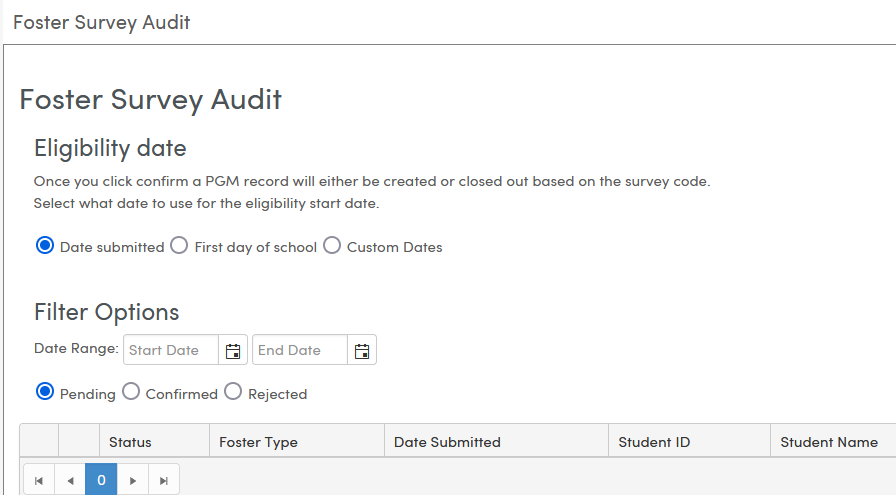 Foster Survey Audit
Foster Survey Audit
Eligibility date
Once you click confirm a PGM record will either be created or closed out based on the survey code.
Select what date to use for the eligibility start date.
Date submitted First day of school Custom Dates
Filter Options
Date Range: Start Date End Date
Pending Confirmed Rejected
Status Foster Type Date Submitted Student ID Student Name
0